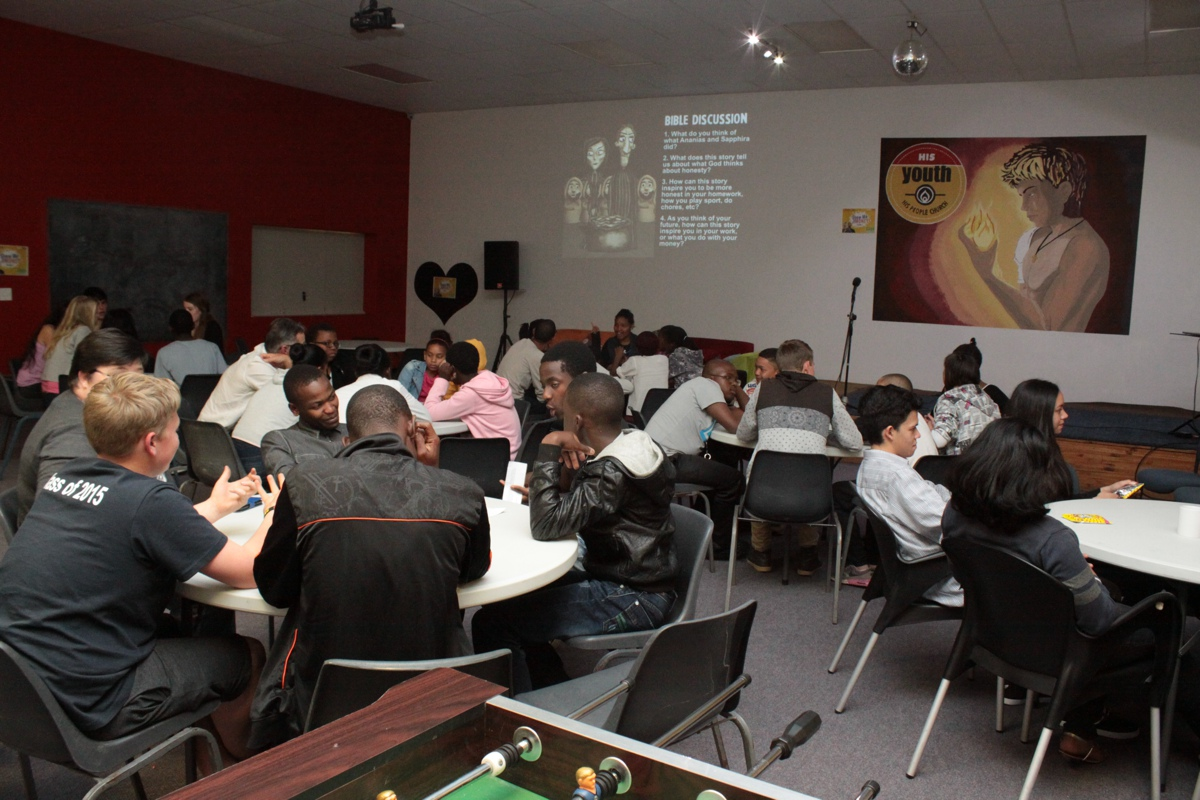 BIBLE DISCUSSION
1. What do you think of
what Ananias and Sapphira
did?
2. What does this story tell
us about what God thinks
about honesty?
3. How can this story
inspire you to be more
honest in your homework,
how you play sport, do
chores, etc?
4. As you think of your
future, how can this story
inspire you in your work,
or what you do with your
money?
HIS
youth
HIS PEOPLE CHURCH
ass of 2015